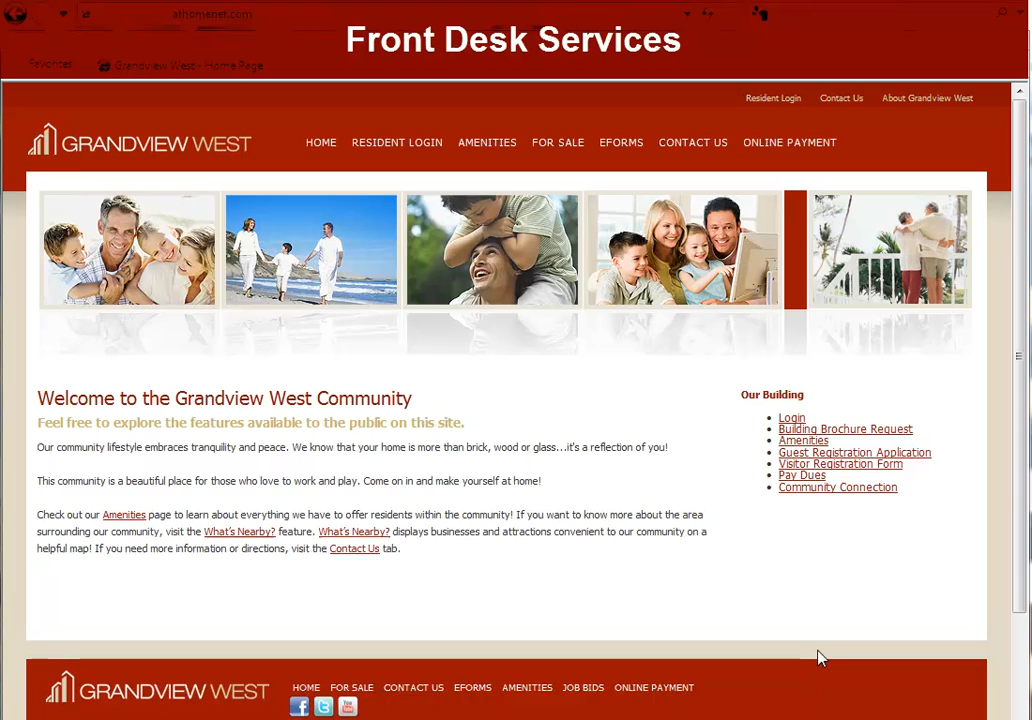 athomenet.com
Front Desk Services
Favorites
Grandview West - Home Page
Resident Login Contact Us About Grandview West
GRANDVIEW WEST
HOME RESIDENT LOGIN AMENITIES FOR SALE EFORMS CONTACT US ONLINE PAYMENT
Welcome to the Grandview West Community
Feel free to explore the features available to the public on this site.
Our community lifestyle embraces tranquility and peace. We know that your home is more than brick, wood or glass...it's a reflection of you!
This community is a beautiful place for those who love to work and play. Come on in and make yourself at home!
Check out our Amenities page to learn about everything we have to offer residents within the community! If you want to know more about the area
surrounding our community, visit the What's Nearby? feature. What's Nearby? displays businesses and attractions convenient to our community on a
helpful map! If you need more information or directions, visit the Contact Us tab.
Our Building
Login
Building Brochure Request
Amenities
Guest Registration Application
Visitor Registration Form
Pay Dues
Community Connection
GRANDVIEW WEST
HOME FOR SALE CONTACT US EFORMS AMENITIES JOB BIDS ONLINE PAYMENT
You Tube